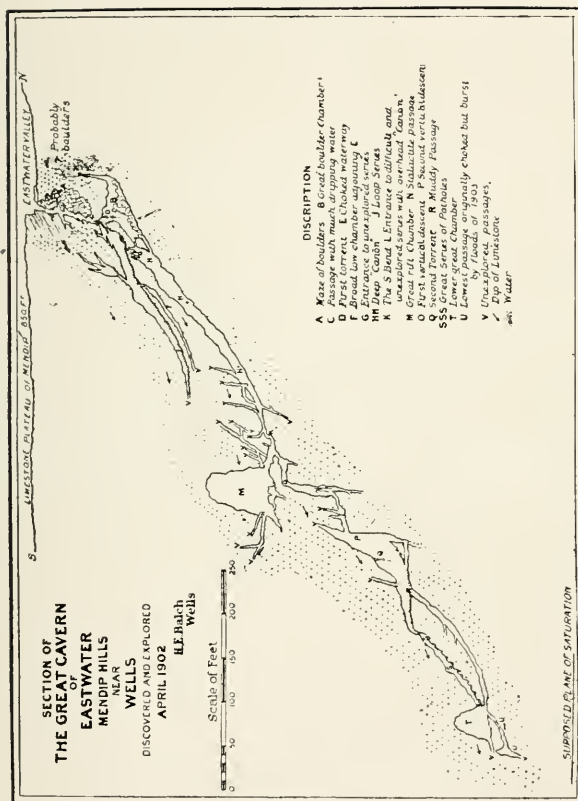 SECTION OF
THE GREAT CAVERN
OF
EASTWATER
MENDIP HILLS
NEAR
WELLS
DISCOVERED AND EXPLORED
APRIL 1902
H.E. Balch
Wells
Scale of Feet
0 50 100 150 200 250
S
LIMESTONE PLATEAU OF MENDIP 850 FT
EASTWATER VALLEY
N
? Probably
boulders
DISCRIPTION
A Maze of boulders B Great boulder chamber
C Passage with much dripping water
D First torrent E Choked waterway
F Broad low chamber adjoining E
G Entrance to unexplored series
HH Deep "Canon" J Loop Series
K The S Bend L Entrance to difficult and
unexplored series with overhead "Canon"
M Great rift Chamber N Stalactite passage
O First vertical descent P Second vertical descent
Q Second Torrent R Muddy Passage
SSS Great Series of Potholes
T Lower great Chamber
U Lowest passage originally choked but burst
by floods of 1903
V Unexplored passages,
Dip of Limestone
Water
M
P
Q
T
SUPPOSED PLANE OF SATURATION